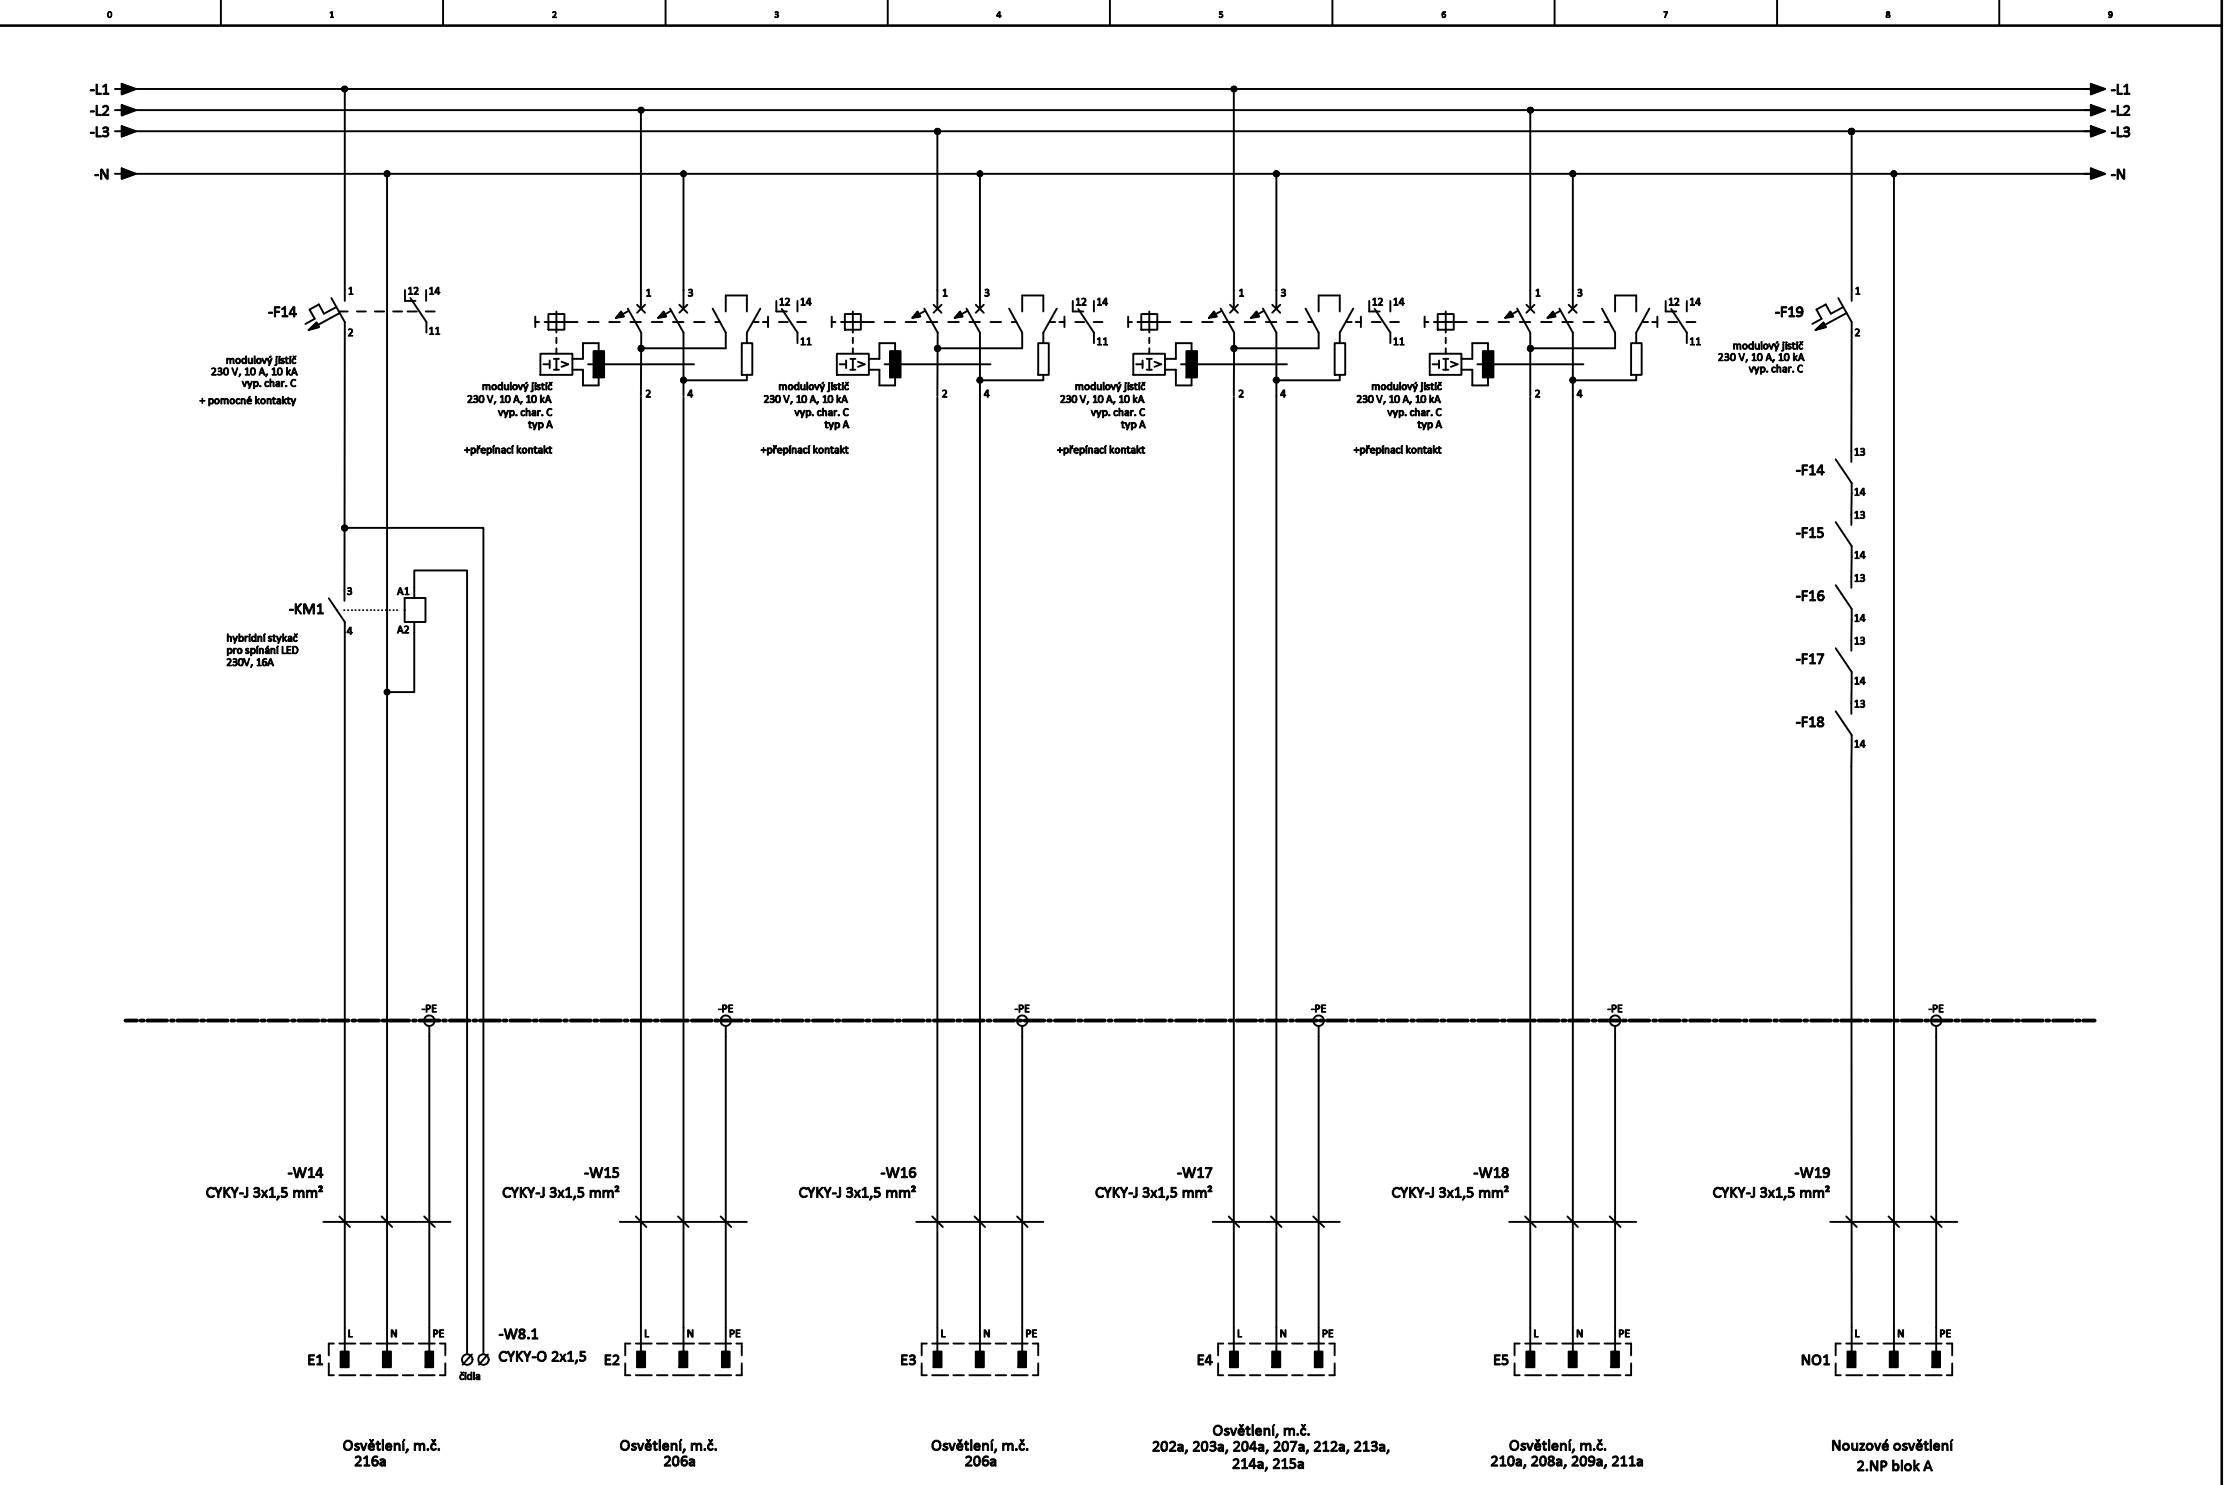 0 1 2 3 4 5 6 7 8 9
-L1 -L1
-L2 -L2
-L3 -L3
-N -N
-F14
1
2
12 14
11
modulový jistič
230 V, 10 A, 10 kA
vyp. char. C
+ pomocné kontakty
1 3
12 14
11
I>
2 4
modulový jistič
230 V, 10 A, 10 kA
vyp. char. C
typ A
+přepínací kontakt
1 3
12 14
11
I>
2 4
modulový jistič
230 V, 10 A, 10 kA
vyp. char. C
typ A
+přepínací kontakt
1 3
12 14
11
I>
2 4
modulový jistič
230 V, 10 A, 10 kA
vyp. char. C
typ A
+přepínací kontakt
1 3
12 14
11
I>
2 4
modulový jistič
230 V, 10 A, 10 kA
vyp. char. C
typ A
+přepínací kontakt
-F19
1
2
modulový jistič
230 V, 10 A, 10 kA
vyp. char. C
13
-F14
14
13
-F15
14
13
-F16
14
13
-F17
14
13
-F18
14
-KM1
3
4
A1
A2
hybridní stykač
pro spínání LED
230V, 16A
-PE -PE -PE -PE -PE -PE
-W14
CYKY-J 3x1,5 mm²
-W15
CYKY-J 3x1,5 mm²
-W16
CYKY-J 3x1,5 mm²
-W17
CYKY-J 3x1,5 mm²
-W18
CYKY-J 3x1,5 mm²
-W19
CYKY-J 3x1,5 mm²
L N PE
E1
-W8.1
CYKY-O 2x1,5
čidla
L N PE
E2
L N PE
E3
L N PE
E4
L N PE
E5
L N PE
NO1
Osvětlení, m.č.
216a
Osvětlení, m.č.
206a
Osvětlení, m.č.
206a
Osvětlení, m.č.
202a, 203a, 204a, 207a, 212a, 213a,
214a, 215a
Osvětlení, m.č.
210a, 208a, 209a, 211a
Nouzové osvětlení
2.NP blok A